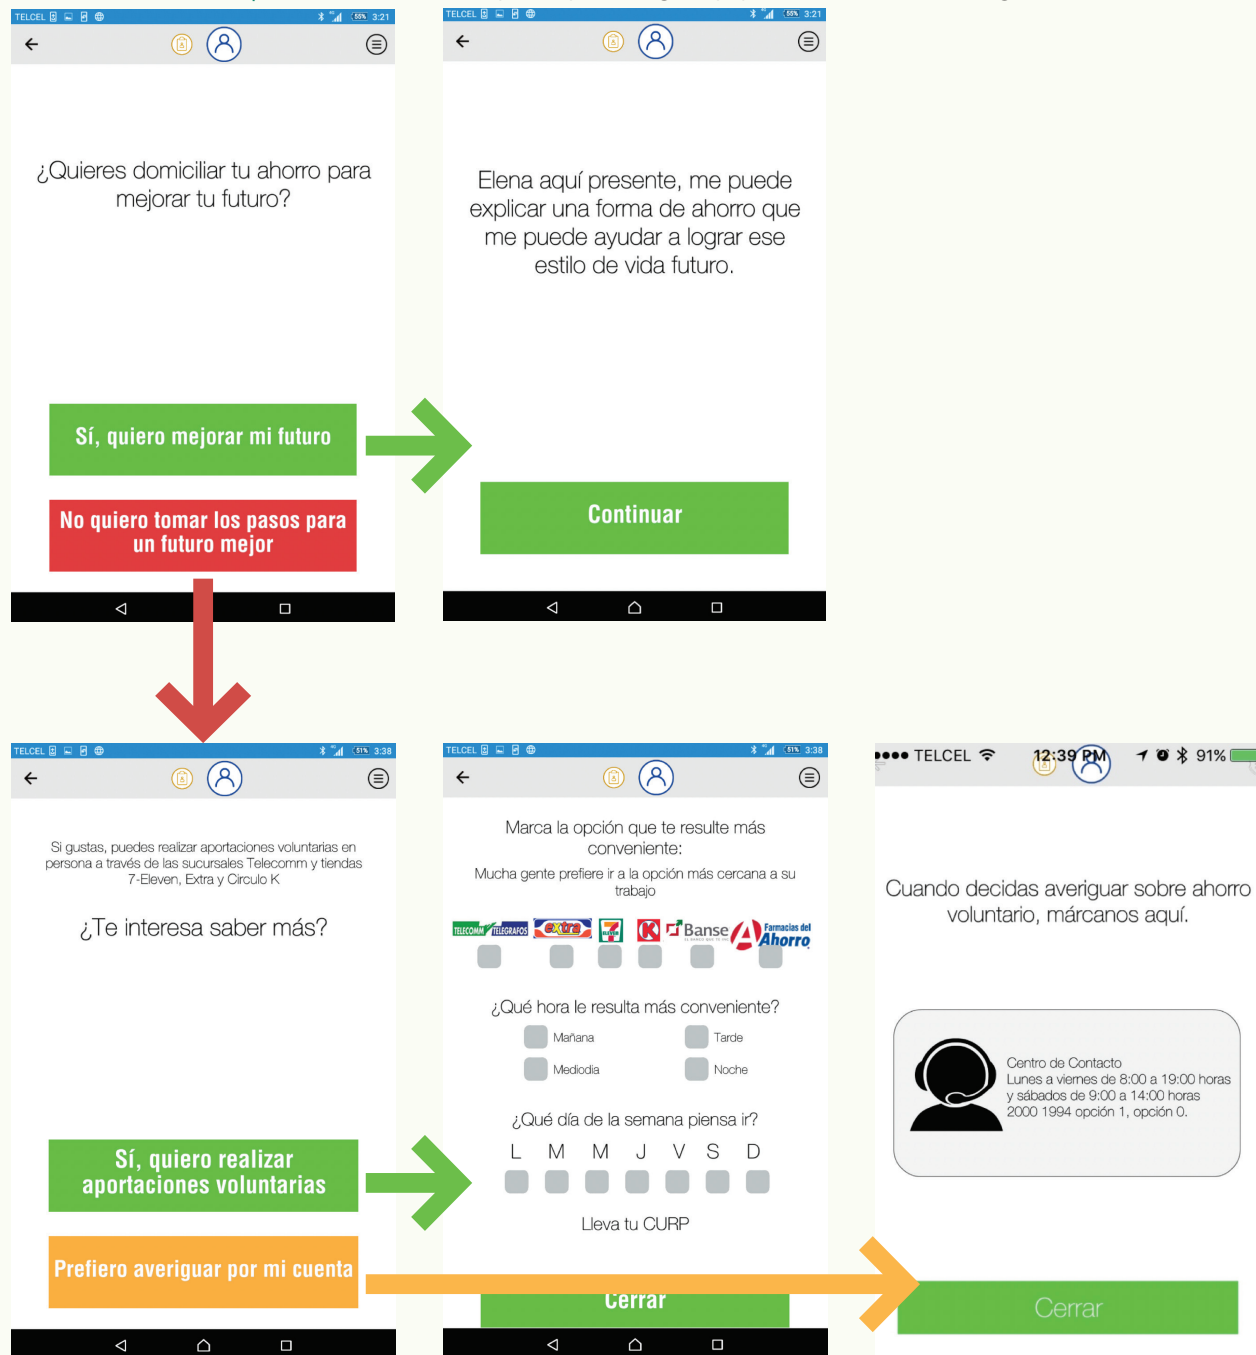 TELCEL 55% 3:21
¿Quieres domiciliar tu ahorro para
mejorar tu futuro?
Sí, quiero mejorar mi futuro
No quiero tomar los pasos para
un futuro mejor
TELCEL 55% 3:21
Elena aquí presente, me puede
explicar una forma de ahorro que
me puede ayudar a lograr ese
estilo de vida futuro.
Continuar
TELCEL 51% 3:38
Si gustas, puedes realizar aportaciones voluntarias en
persona a través de las sucursales Telecomm y tiendas
7-Eleven, Extra y Circulo K
¿Te interesa saber más?
Sí, quiero realizar
aportaciones voluntarias
Prefiero averiguar por mi cuenta
TELCEL 51% 3:38
Marca la opción que te resulte más
conveniente:
Mucha gente prefiere ir a la opción más cercana a su
trabajo
TELECOMM TELEGRAFOS extra 7 ELEVEN K Banse A Farmacias del
Ahorro
¿Qué hora le resulta más conveniente?
Mañana Tarde
Mediodia Noche
¿Qué día de la semana piensa ir?
L M M J V S D
Lleva tu CURP
Cerrar
TELCEL 12:39 PM 91%
Cuando decidas averiguar sobre ahorro
voluntario, márcanos aquí.
Centro de Contacto
Lunes a viernes de 8:00 a 19:00 horas
y sábados de 9:00 a 14:00 horas
2000 1994 opción 1, opción 0.
Cerrar